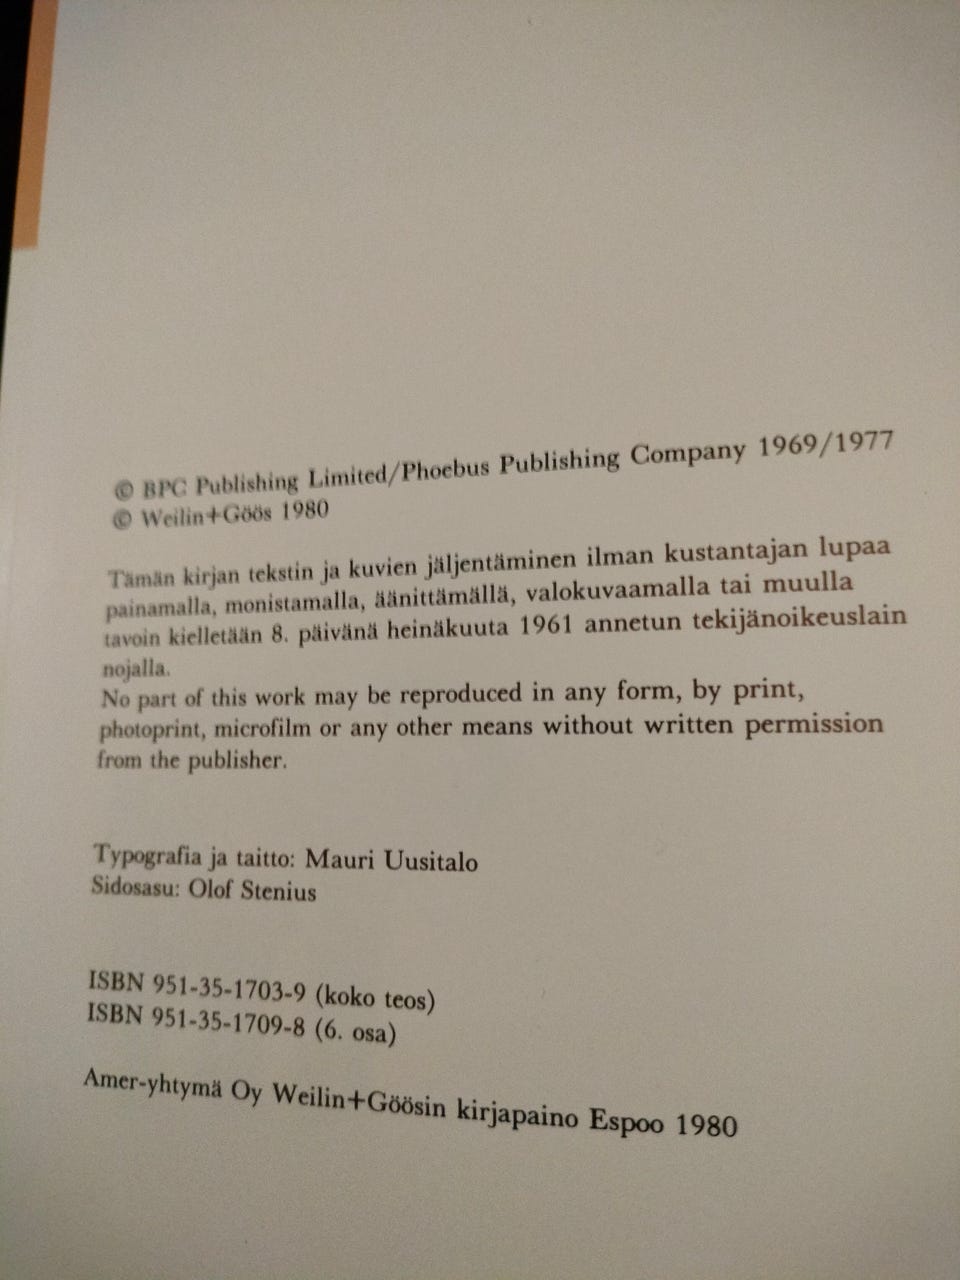 © BPC Publishing Limited/Phoebus Publishing Company 1969/1977
© Weilin+Göös 1980
Tämän kirjan tekstin ja kuvien jäljentäminen ilman kustantajan lupaa
painamalla, monistamalla, äänittämällä, valokuvaamalla tai muulla
tavoin kielletään 8. päivänä heinäkuuta 1961 annetun tekijänoikeuslain
nojalla.
No part of this work may be reproduced in any form, by print,
photoprint, microfilm or any other means without written permission
from the publisher.
Typografia ja taitto: Mauri Uusitalo
Sidosasu: Olof Stenius
ISBN 951-35-1703-9 (koko teos)
ISBN 951-35-1709-8 (6. osa)
Amer-yhtymä Oy Weilin+Göösin kirjapaino Espoo 1980